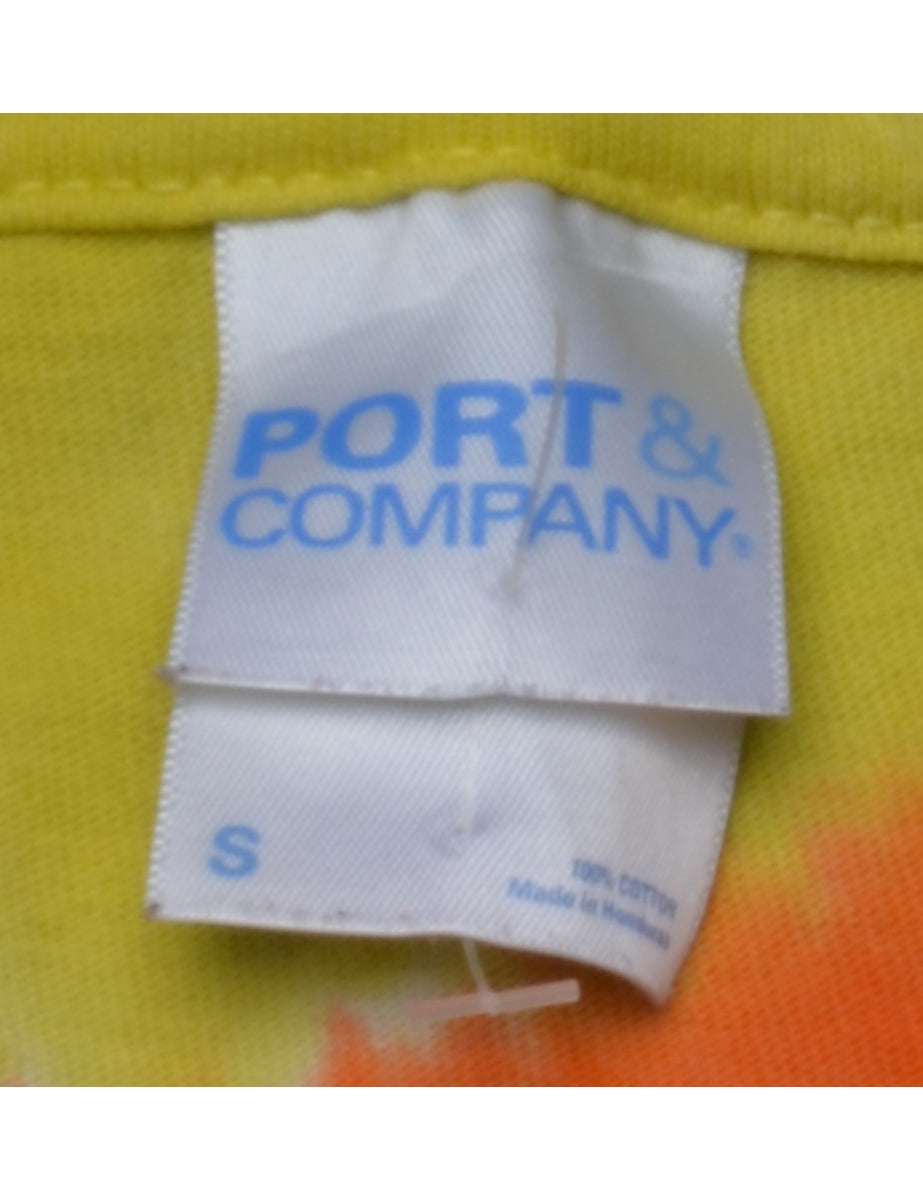 PORT &
COMPANY®
S
100% COTTON
Made in Honduras